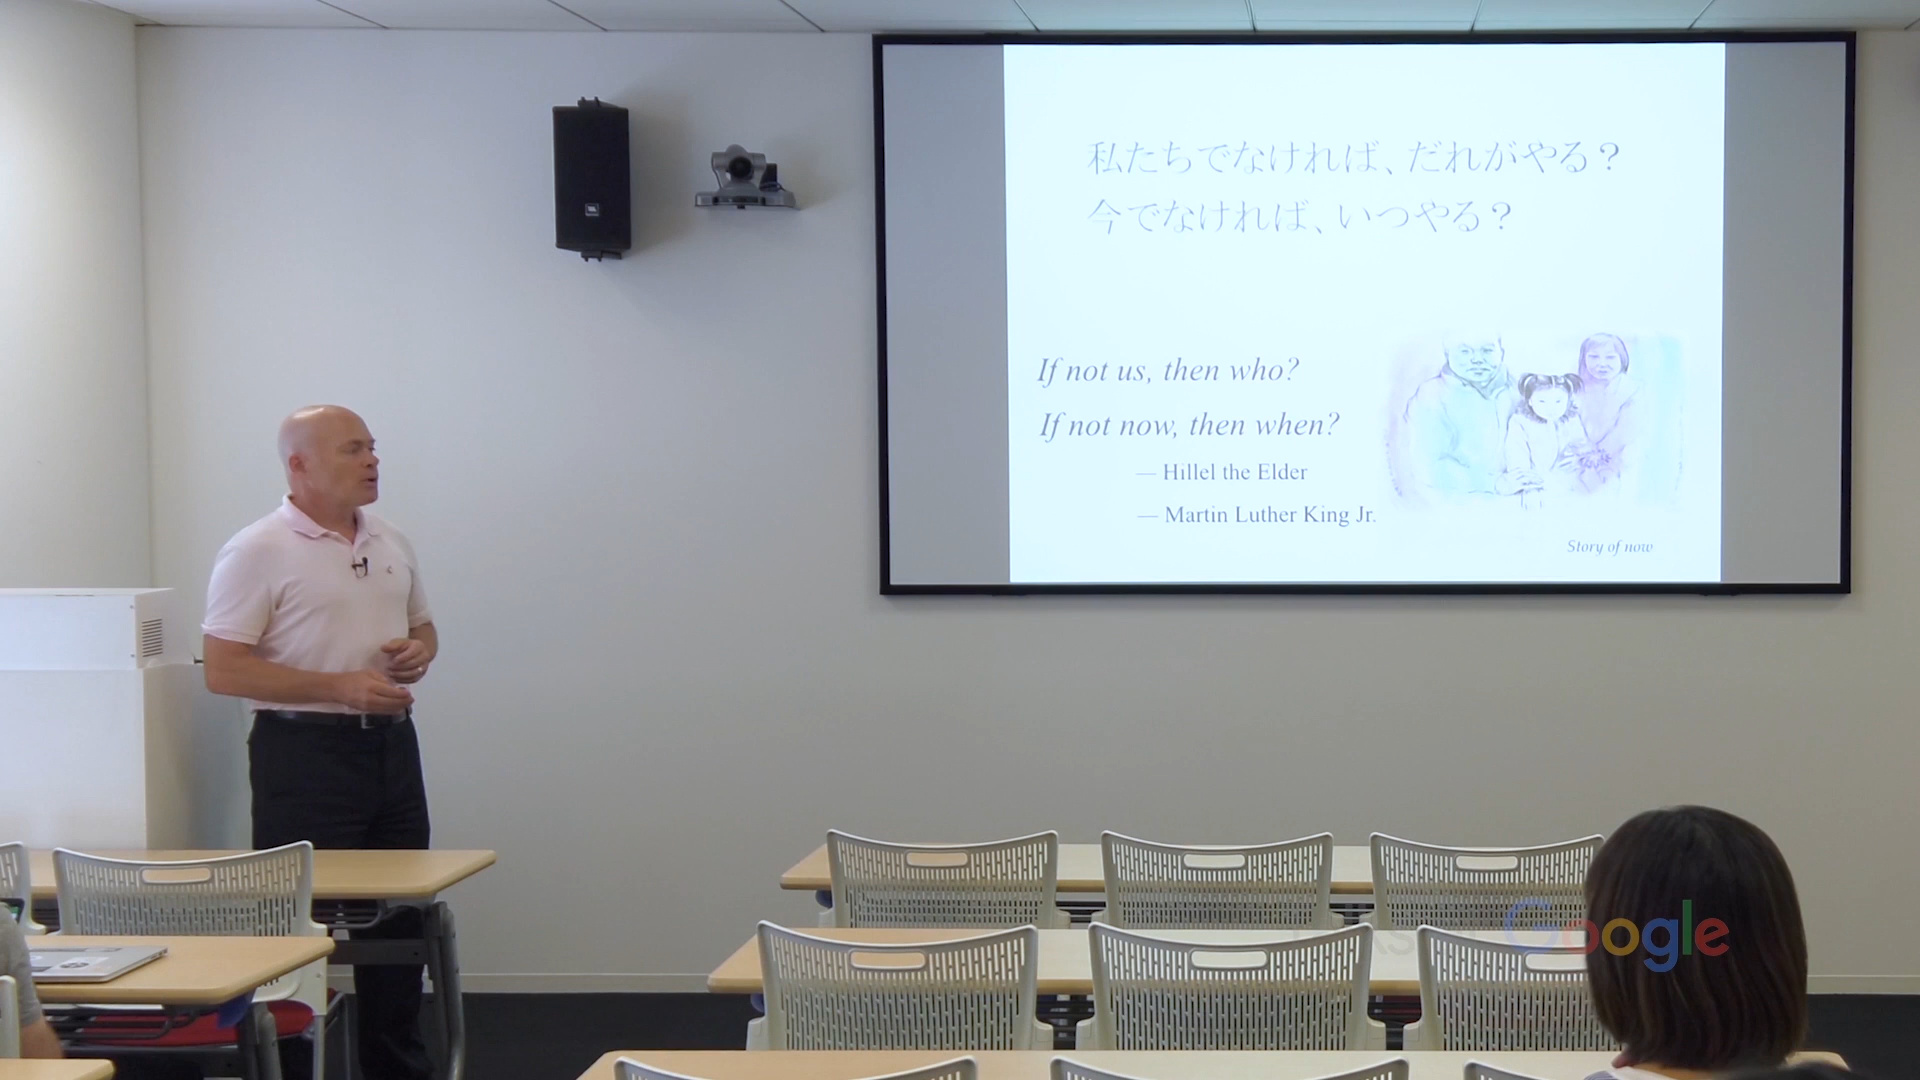 私たちでなければ、だれがやる？
今でなければ、いつやる？
If not us, then who?
If not now, then when?
— Hillel the Elder
— Martin Luther King Jr.
Story of now
Google